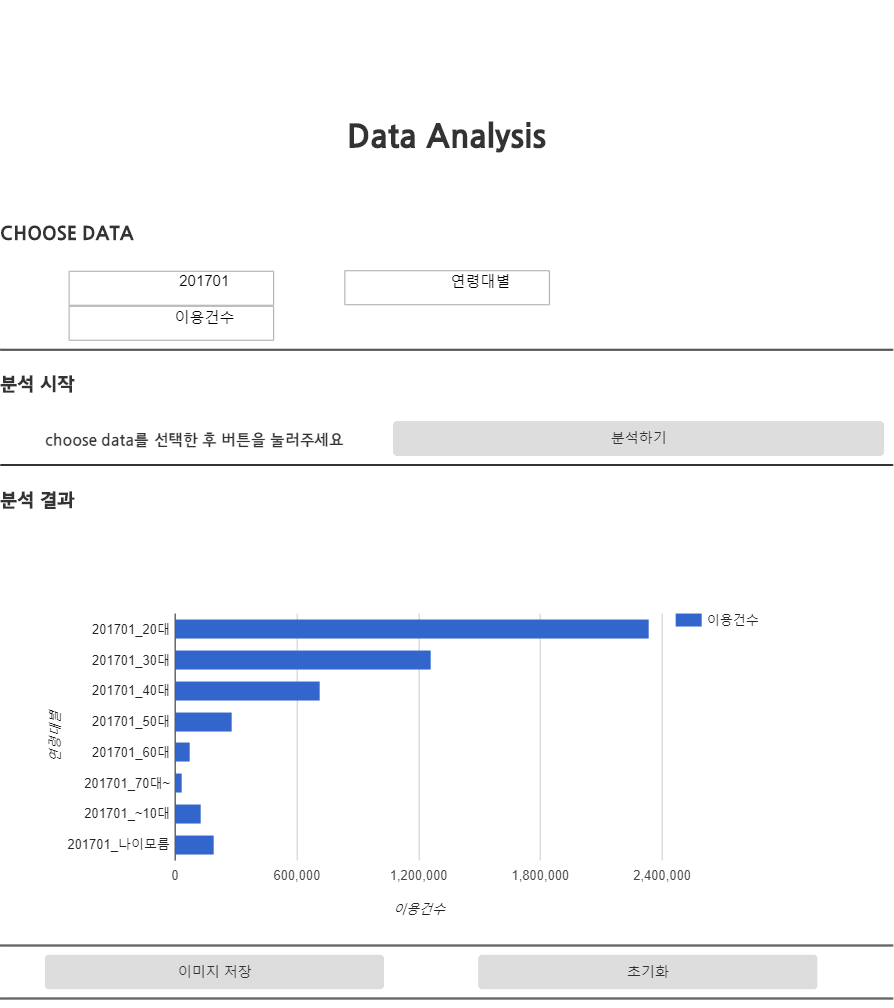 Data Analysis
CHOOSE DATA
201701
연령대별
이용건수
분석 시작
choose data를 선택한 후 버튼을 눌러주세요
분석하기
분석 결과
이용건수
201701_20대
201701_30대
201701_40대
201701_50대
201701_60대
201701_70대~
201701_~10대
201701_나이모름
연령대별
0
600,000
1,200,000
1,800,000
2,400,000
이용건수
이미지 저장
초기화